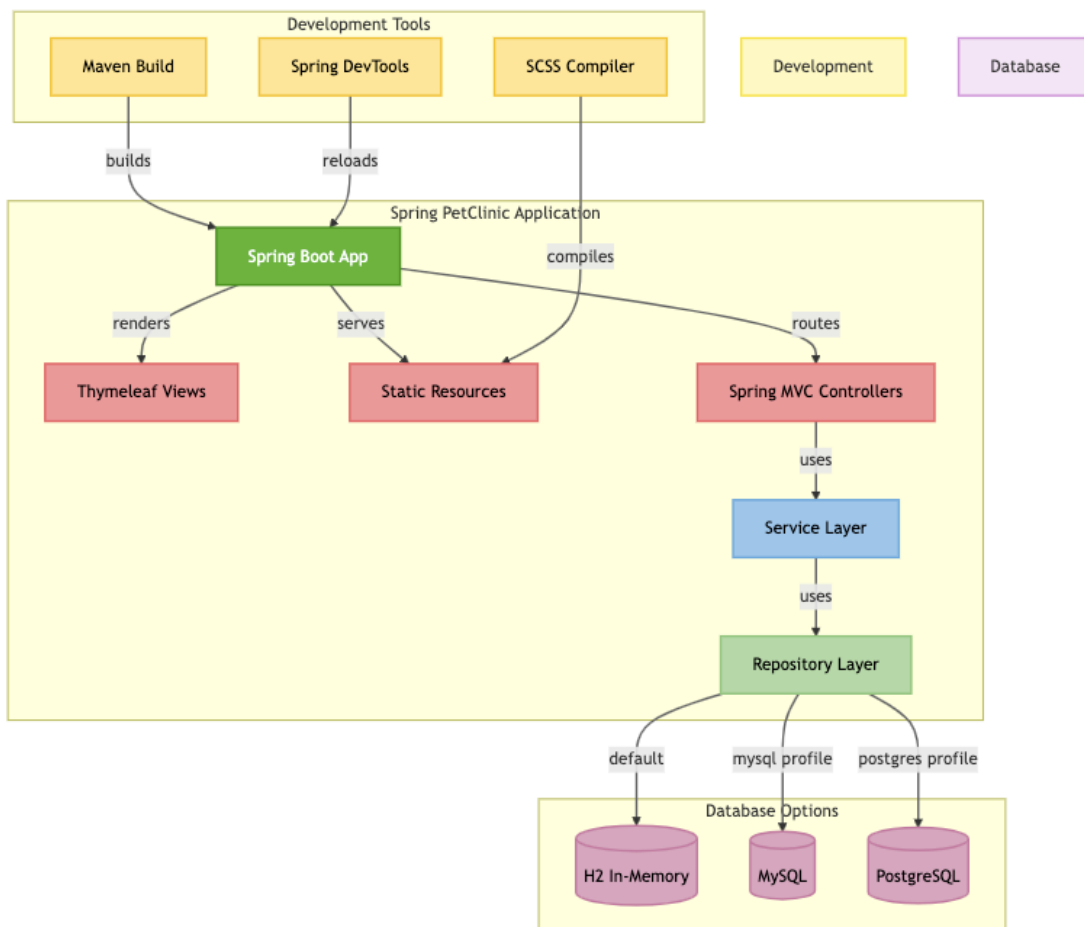 Development Tools
Maven Build
Spring DevTools
SCSS Compiler
Development
Database
builds
reloads
Spring PetClinic Application
Spring Boot App
compiles
renders
serves
routes
Thymeleaf Views
Static Resources
Spring MVC Controllers
uses
Service Layer
uses
Repository Layer
default
mysql profile
postgres profile
Database Options
H2 In-Memory
MySQL
PostgreSQL